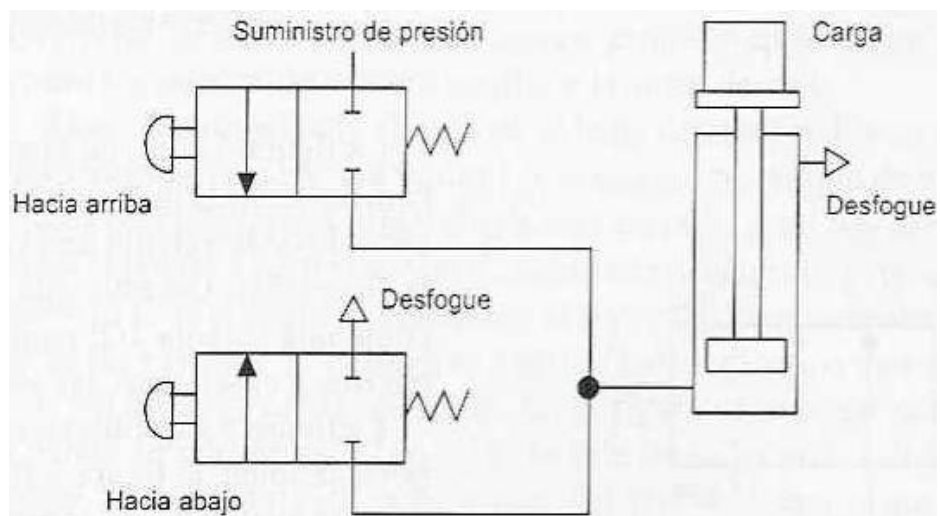 Suministro de presión
Carga
Hacia arriba
Desfogue
Desfogue
Hacia abajo